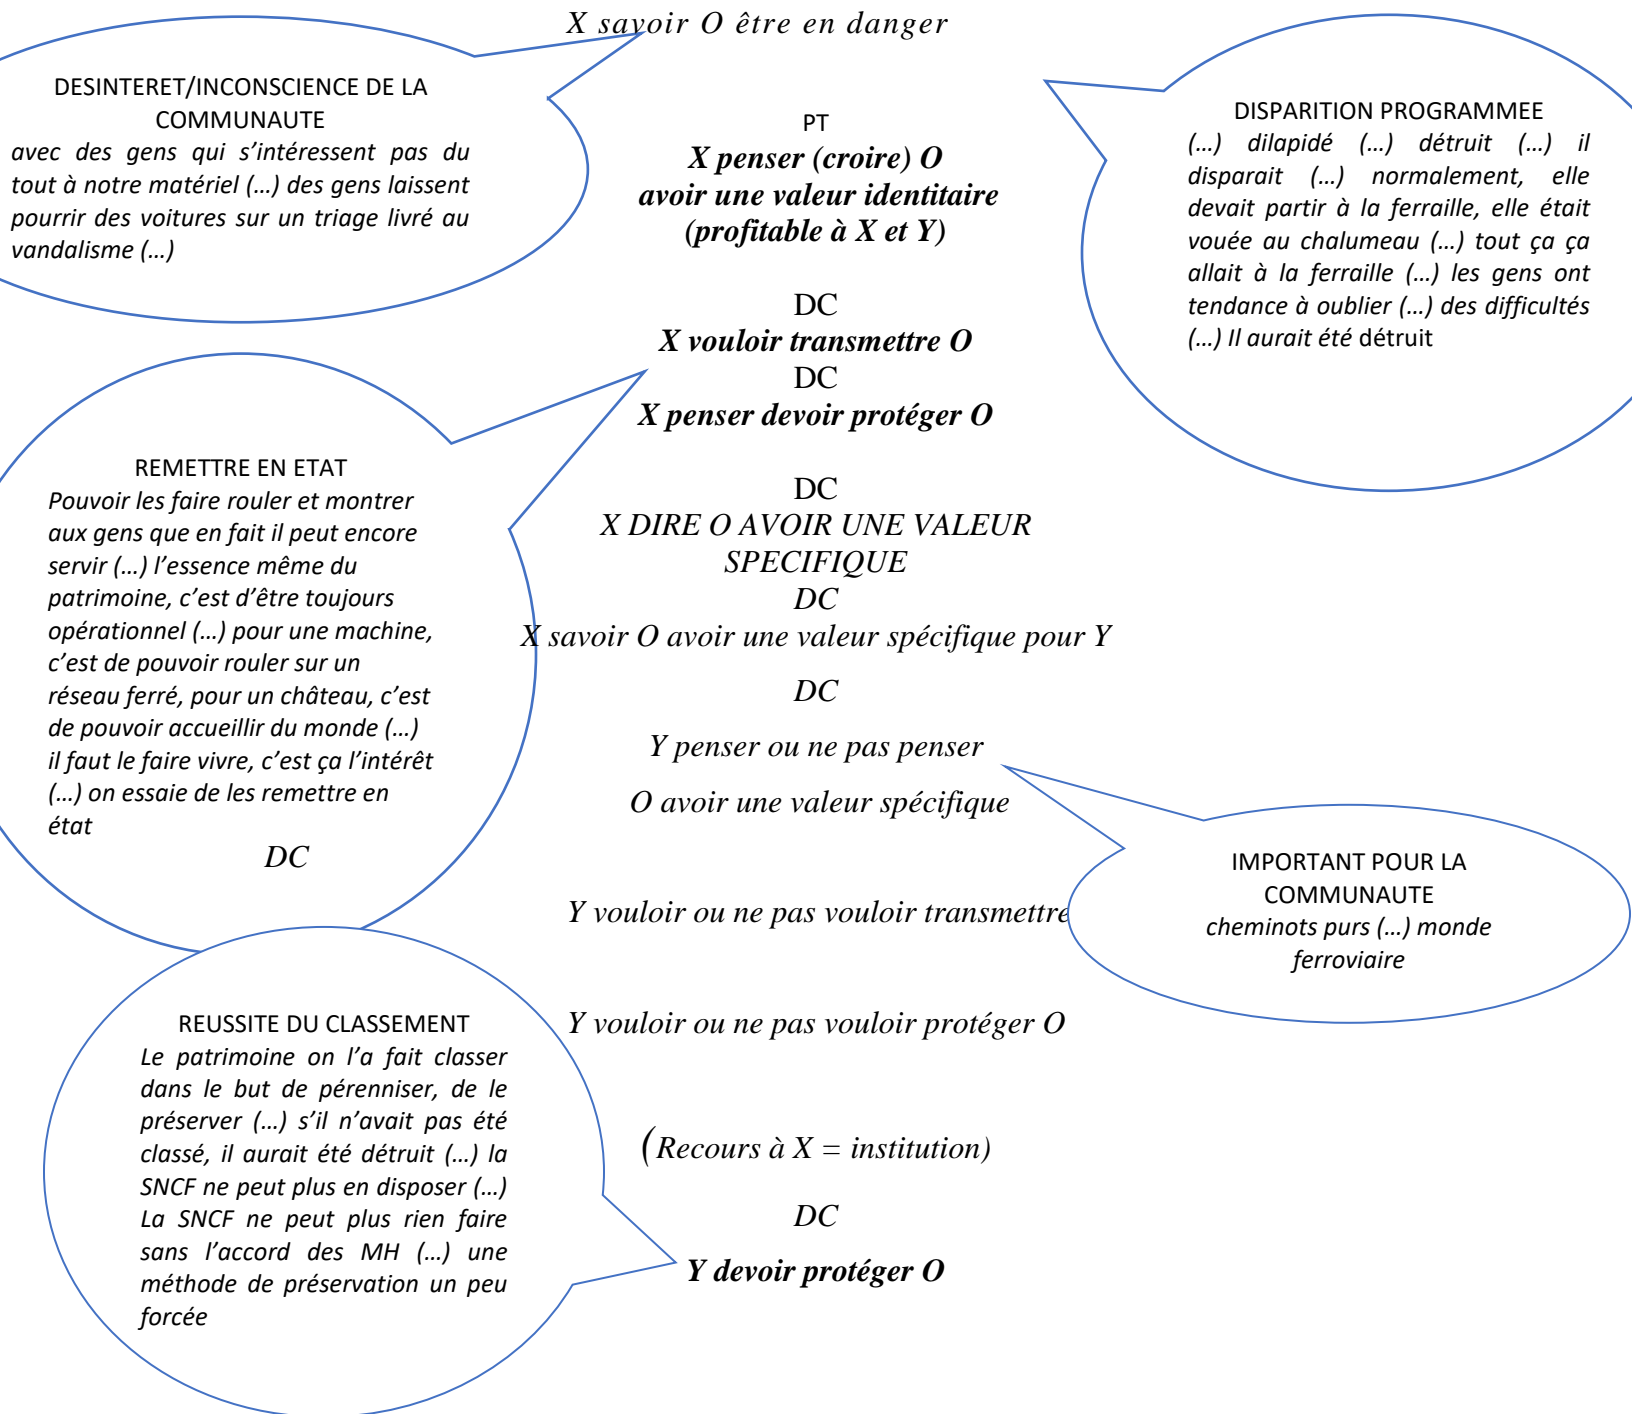 X savoir O être en danger
DESINTERET/INCONSCIENCE DE LA
COMMUNAUTE
avec des gens qui s’intéressent pas du
tout à notre matériel (…) des gens laissent
pourrir des voitures sur un triage livré au
vandalisme (…)
PT
X penser (croire) O
avoir une valeur identitaire
(profitable à X et Y)
DISPARITION PROGRAMMEE
(…) dilapidé (…) détruit (…) il
disparait (…) normalement, elle
devait partir à la ferraille, elle était
vouée au chalumeau (…) tout ça ça
allait à la ferraille (…) les gens ont
tendance à oublier (…) des difficultés
(…) Il aurait été détruit
DC
X vouloir transmettre O
DC
X penser devoir protéger O
REMETTRE EN ETAT
Pouvoir les faire rouler et montrer
aux gens que en fait il peut encore
servir (…) l’essence même du
patrimoine, c’est d’être toujours
opérationnel (…) pour une machine,
c’est de pouvoir rouler sur un
réseau ferré, pour un château, c’est
de pouvoir accueillir du monde (…)
il faut le faire vivre, c’est ça l’intérêt
(…) on essaie de les remettre en
état
DC
DC
X DIRE O AVOIR UNE VALEUR
SPECIFIQUE
DC
X savoir O avoir une valeur spécifique pour Y
DC
Y penser ou ne pas penser
O avoir une valeur spécifique
IMPORTANT POUR LA
COMMUNAUTE
cheminots purs (…) monde
ferroviaire
Y vouloir ou ne pas vouloir transmettre
Y vouloir ou ne pas vouloir protéger O
REUSSITE DU CLASSEMENT
Le patrimoine on l’a fait classer
dans le but de pérenniser, de le
préserver (…) s’il n’avait pas été
classé, il aurait été détruit (…) la
SNCF ne peut plus en disposer (…)
La SNCF ne peut plus rien faire
sans l’accord des MH (…) une
méthode de préservation un peu
forcée
(Recours à X = institution)
DC
Y devoir protéger O